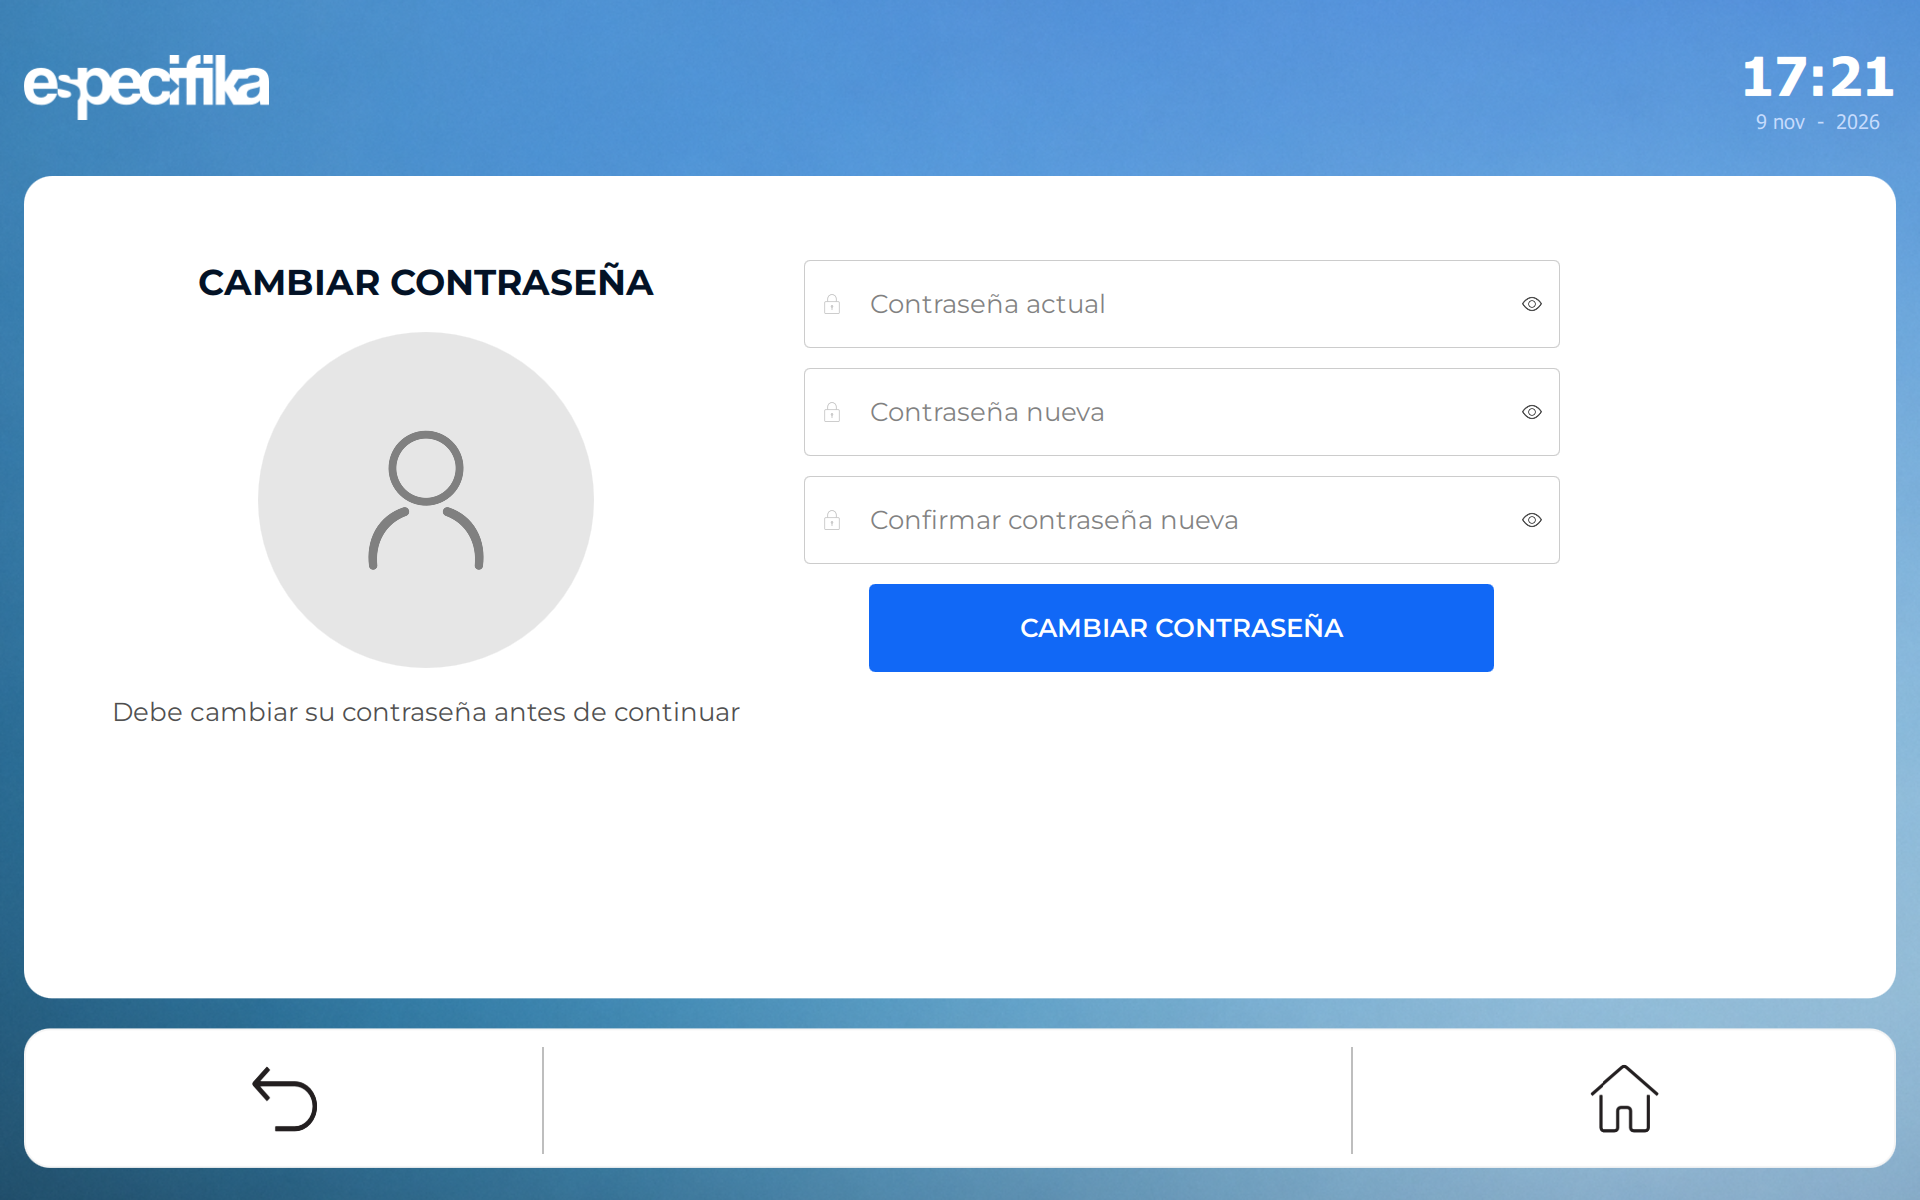 especifika
17:21
9 nov - 2026
CAMBIAR CONTRASEÑA
Debe cambiar su contraseña antes de continuar
Contraseña actual
Contraseña nueva
Confirmar contraseña nueva
CAMBIAR CONTRASEÑA